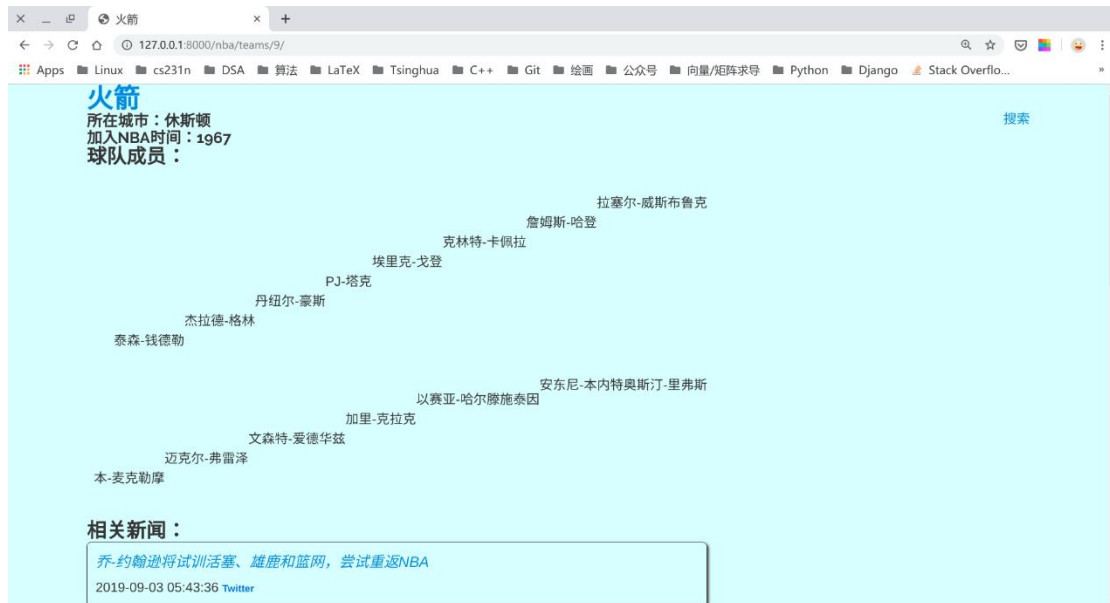 火箭
127.0.0.1:8000/nba/teams/9/
Apps Linux cs231n DSA 算法 LaTeX Tsinghua C++ Git 绘画 公众号 向量/矩阵求导 Python Django Stack Overflo...
火箭
所在城市：休斯顿
搜索
加入NBA时间：1967
球队成员：
拉塞尔-威斯布鲁克
詹姆斯-哈登
克林特-卡佩拉
埃里克-戈登
PJ-塔克
丹纽尔-豪斯
杰拉德-格林
泰森-钱德勒
安东尼-本内特奥斯汀-里弗斯
以赛亚-哈尔滕施泰因
加里-克拉克
文森特-爱德华兹
迈克尔-弗雷泽
本-麦克勒摩
相关新闻：
乔-约翰逊将试训活塞、雄鹿和篮网，尝试重返NBA
2019-09-03 05:43:36 Twitter